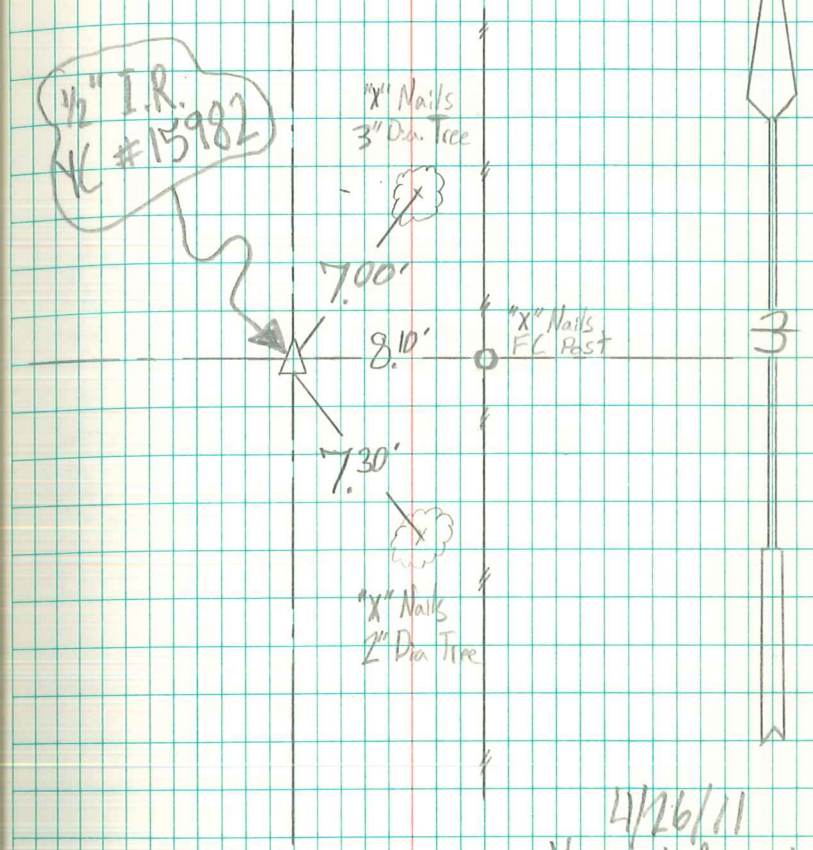 ½" I.R.
YC #15982
"X" Nails
3" Dia. Tree
7.00'
8.10'
"X" Nails
FC Post
3
7.30'
"X" Nails
2" Dia Tree
4/26/11